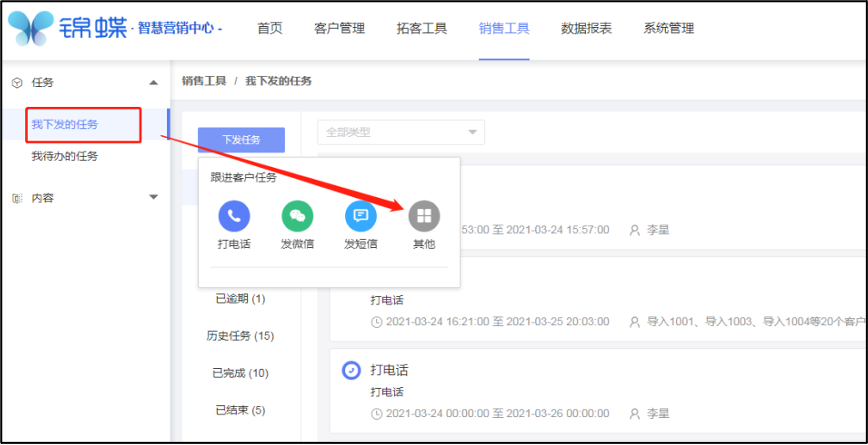 锦蝶·智慧营销中心- 首页 客户管理 拓客工具 销售工具 数据报表 系统管理
任务
我下发的任务
我待办的任务
内容
销售工具 / 我下发的任务
下发任务
全部类型
跟进客户任务
打电话 发微信 发短信 其他
已逾期 (1)
历史任务 (15)
已完成 (10)
已结束 (5)
53:00 至 2021-03-24 15:57:00 李星
打电话
2021-03-24 16:21:00 至 2021-03-25 20:03:00 导入1001、导入1003、导入1004等20个客户
打电话
打电话
2021-03-24 00:00:00 至 2021-03-26 00:00:00 李星